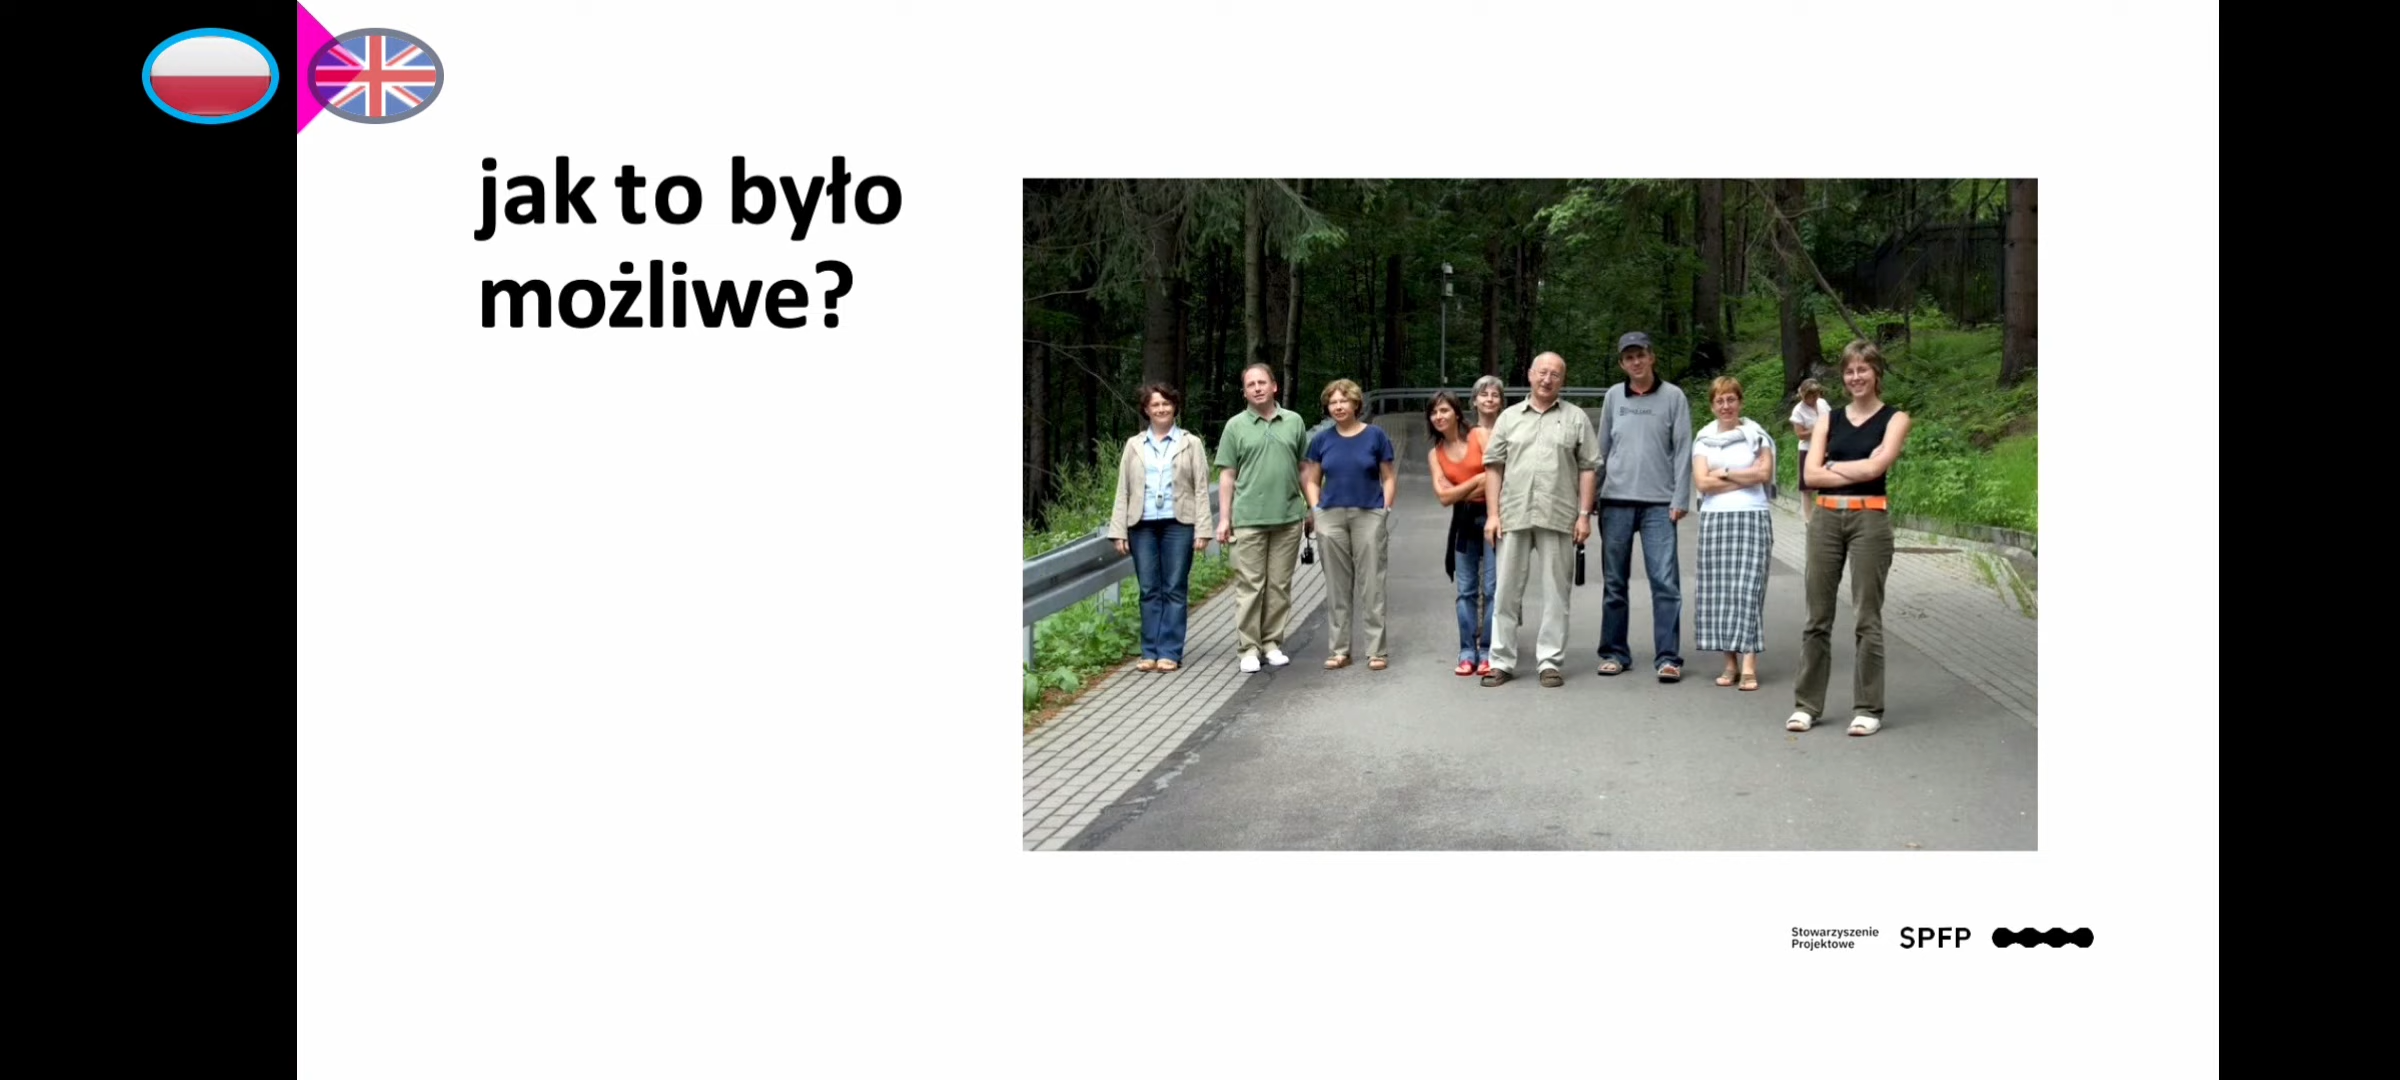 jak to było
możliwe?
Stowarzyszenie
Projektowe
SPFP